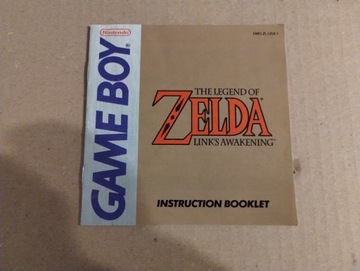 Nintendo
GAME BOY
THE LEGEND OF
ZELDA
LINK'S AWAKENING
INSTRUCTION BOOKLET